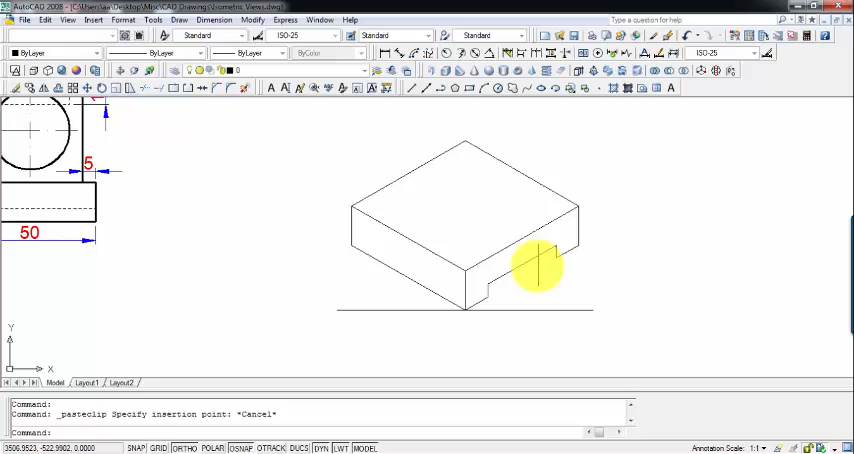 AutoCAD 2008 - [C:\Users\aa\Desktop\Misc\CAD Drawings\Isometric Views.dwg]
File Edit View Insert Format Tools Draw Dimension Modify Express Window Help
Type a question for help
Standard ISO-25 Standard Standard
ByLayer ByLayer ByLayer ByColor ISO-25
0
5
50
Y
X
Model Layout1 Layout2
Command:
Command: _pasteclip Specify insertion point: *Cancel*
Command:
3506.9523, -522.9902, 0.0000 SNAP GRID ORTHO POLAR OSNAP OTRACK DUCS DYN LWT MODEL Annotation Scale: 1:1